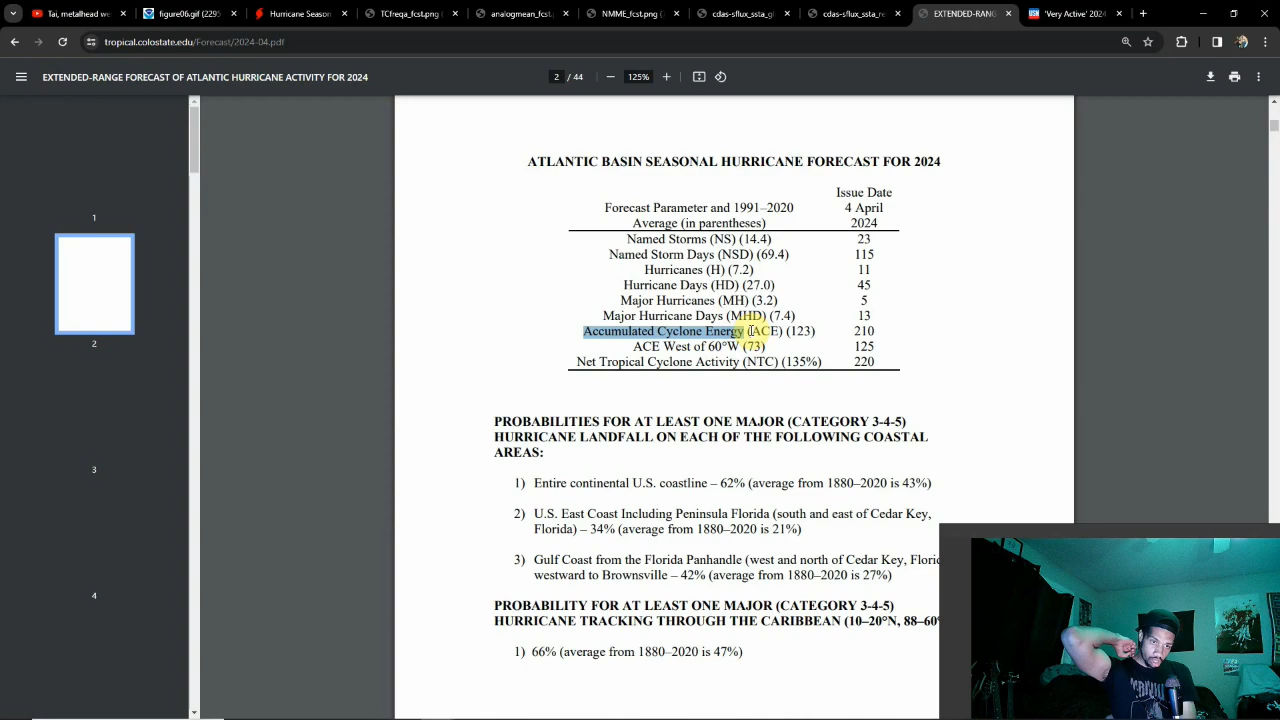 Tai, metalhead we
figure06.gif (2295
Hurricane Season
TCfreqa_fcst.png (
analogmean_fcst.p
NMME_fcst.png (1
cdas-sflux_ssta_gl
cdas-sflux_ssta_re
EXTENDED-RANG
'Very Active' 2024
tropical.colostate.edu/Forecast/2024-04.pdf
EXTENDED-RANGE FORECAST OF ATLANTIC HURRICANE ACTIVITY FOR 2024
2 / 44
125%
1
2
3
4
ATLANTIC BASIN SEASONAL HURRICANE FORECAST FOR 2024
Issue Date
Forecast Parameter and 1991–2020 4 April
Average (in parentheses) 2024
Named Storms (NS) (14.4) 23
Named Storm Days (NSD) (69.4) 115
Hurricanes (H) (7.2) 11
Hurricane Days (HD) (27.0) 45
Major Hurricanes (MH) (3.2) 5
Major Hurricane Days (MHD) (7.4) 13
Accumulated Cyclone Energy (ACE) (123) 210
ACE West of 60°W (73) 125
Net Tropical Cyclone Activity (NTC) (135%) 220
PROBABILITIES FOR AT LEAST ONE MAJOR (CATEGORY 3-4-5)
HURRICANE LANDFALL ON EACH OF THE FOLLOWING COASTAL
AREAS:
1) Entire continental U.S. coastline – 62% (average from 1880–2020 is 43%)
2) U.S. East Coast Including Peninsula Florida (south and east of Cedar Key,
Florida) – 34% (average from 1880–2020 is 21%)
3) Gulf Coast from the Florida Panhandle (west and north of Cedar Key, Florid
westward to Brownsville – 42% (average from 1880–2020 is 27%)
PROBABILITY FOR AT LEAST ONE MAJOR (CATEGORY 3-4-5)
HURRICANE TRACKING THROUGH THE CARIBBEAN (10–20°N, 88–60°
1) 66% (average from 1880–2020 is 47%)